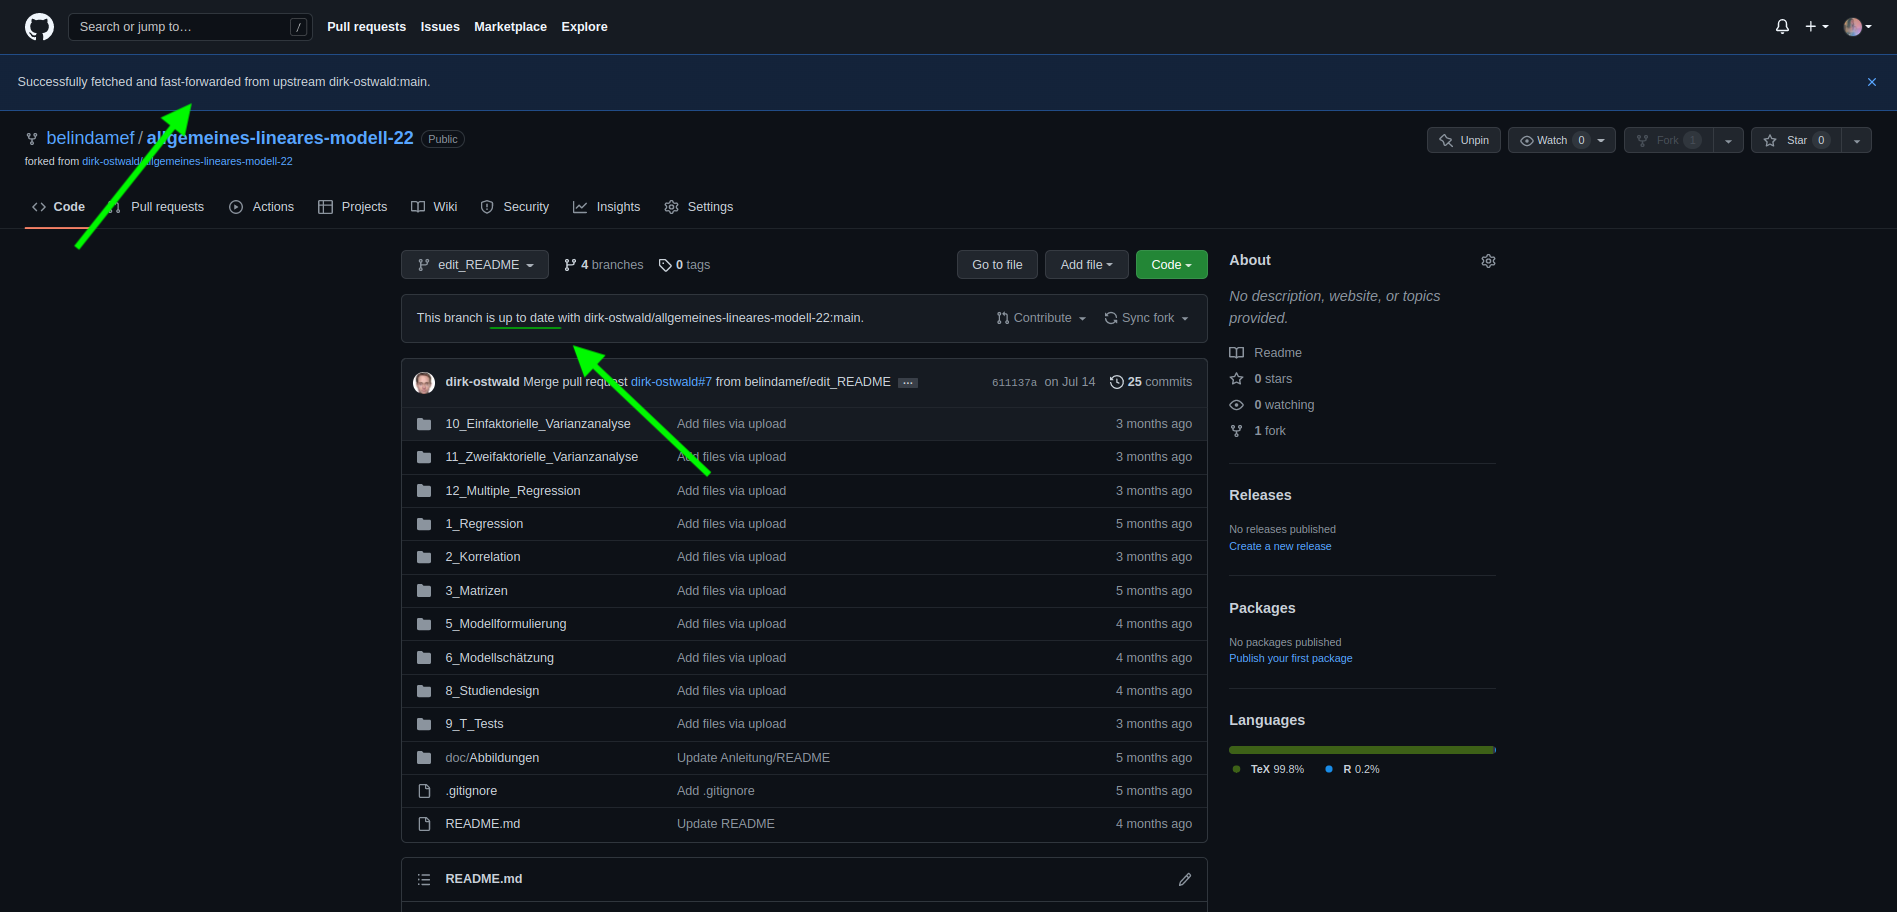 Search or jump to…
/
Pull requests Issues Marketplace Explore
Successfully fetched and fast-forwarded from upstream dirk-ostwald:main.
belindamef / allgemeines-lineares-modell-22 Public
Unpin Watch 0 Fork 1 Star 0
forked from dirk-ostwald/allgemeines-lineares-modell-22
Code Pull requests Actions Projects Wiki Security Insights Settings
edit_README 4 branches 0 tags Go to file Add file Code
This branch is up to date with dirk-ostwald/allgemeines-lineares-modell-22:main. Contribute Sync fork
dirk-ostwald Merge pull request dirk-ostwald#7 from belindamef/edit_README ... 611137a on Jul 14 25 commits
10_Einfaktorielle_Varianzanalyse Add files via upload 3 months ago
11_Zweifaktorielle_Varianzanalyse Add files via upload 3 months ago
12_Multiple_Regression Add files via upload 3 months ago
1_Regression Add files via upload 5 months ago
2_Korrelation Add files via upload 3 months ago
3_Matrizen Add files via upload 5 months ago
5_Modellformulierung Add files via upload 4 months ago
6_Modellschätzung Add files via upload 4 months ago
8_Studiendesign Add files via upload 4 months ago
9_T_Tests Add files via upload 3 months ago
doc/Abbildungen Update Anleitung/README 5 months ago
.gitignore Add .gitignore 5 months ago
README.md Update README 4 months ago
README.md
About
No description, website, or topics
provided.
Readme
0 stars
0 watching
1 fork
Releases
No releases published
Create a new release
Packages
No packages published
Publish your first package
Languages
TeX 99.8% R 0.2%